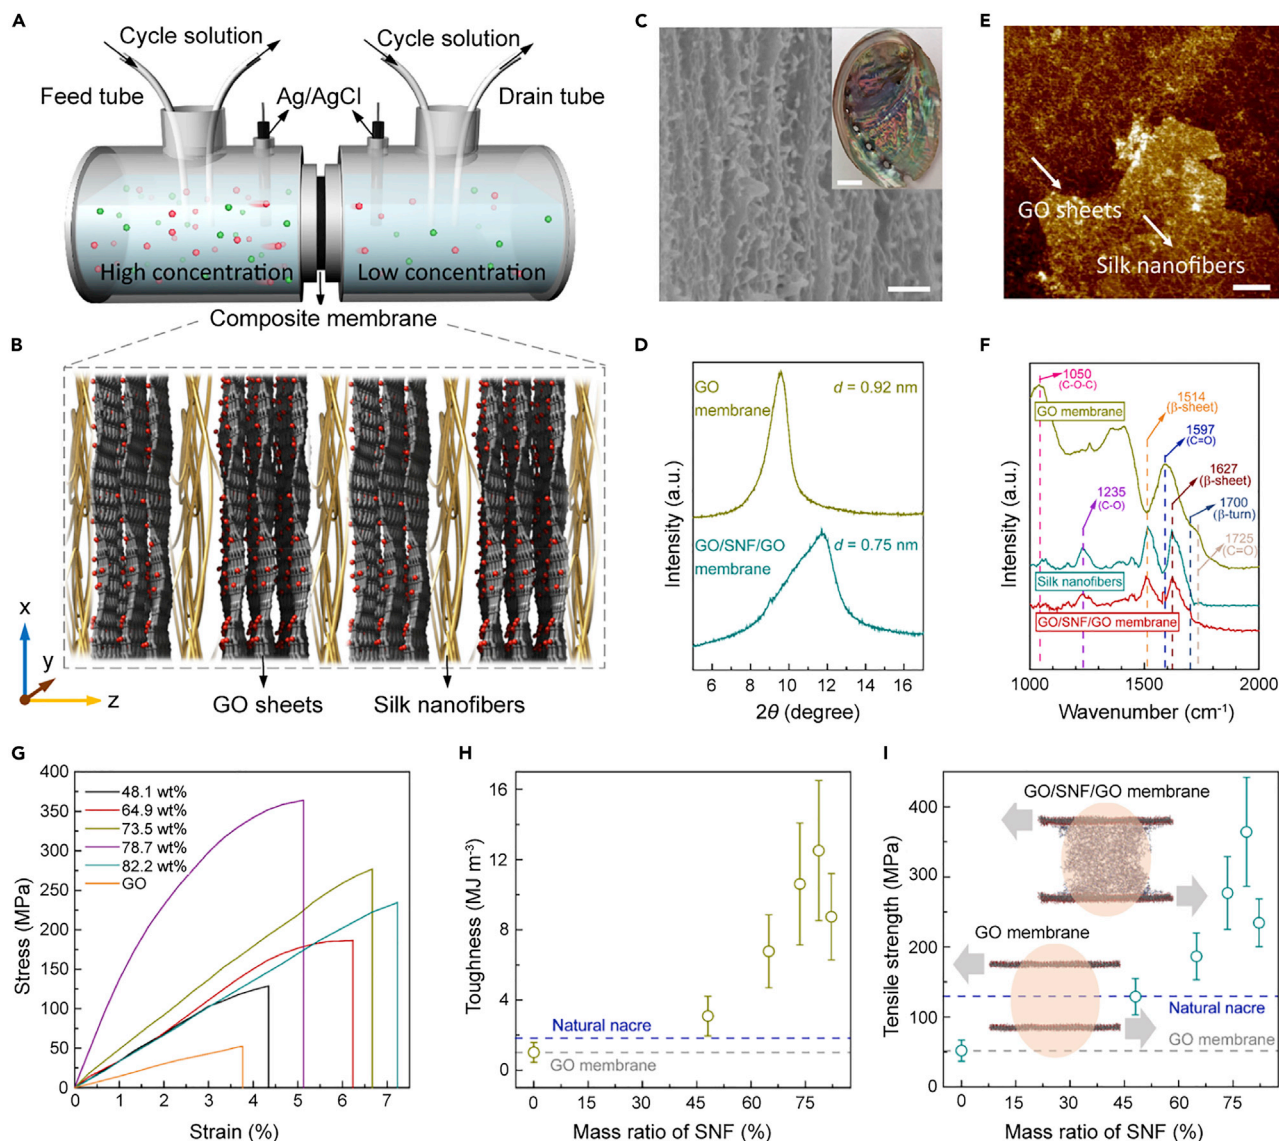 A
Cycle solution
Cycle solution
Feed tube
Ag/AgCl
Drain tube
High concentration
Low concentration
Composite membrane
B
x
y
z
GO sheets
Silk nanofibers
C
D
GO
membrane
d = 0.92 nm
GO/SNF/GO
membrane
d = 0.75 nm
Intensity (a.u.)
6 8 10 12 14 16
2θ (degree)
E
GO sheets
Silk nanofibers
F
1050
(C-O-C)
GO membrane
1514
(β-sheet)
1597
(C=O)
1627
(β-sheet)
1235
(C-O)
1700
(β-turn)
1725
(C=O)
Silk nanofibers
GO/SNF/GO membrane
Intensity (a.u.)
1000 1500 2000
Wavenumber (cm⁻¹)
G
400
350
300
250
200
150
100
50
0
48.1 wt%
64.9 wt%
73.5 wt%
78.7 wt%
82.2 wt%
GO
Stress (MPa)
0 1 2 3 4 5 6 7
Strain (%)
H
16
12
8
4
0
Toughness (MJ m⁻³)
Natural nacre
GO membrane
0 15 30 45 60 75
Mass ratio of SNF (%)
I
400
300
200
100
0
Tensile strength (MPa)
GO/SNF/GO membrane
GO membrane
Natural nacre
GO membrane
0 15 30 45 60 75
Mass ratio of SNF (%)